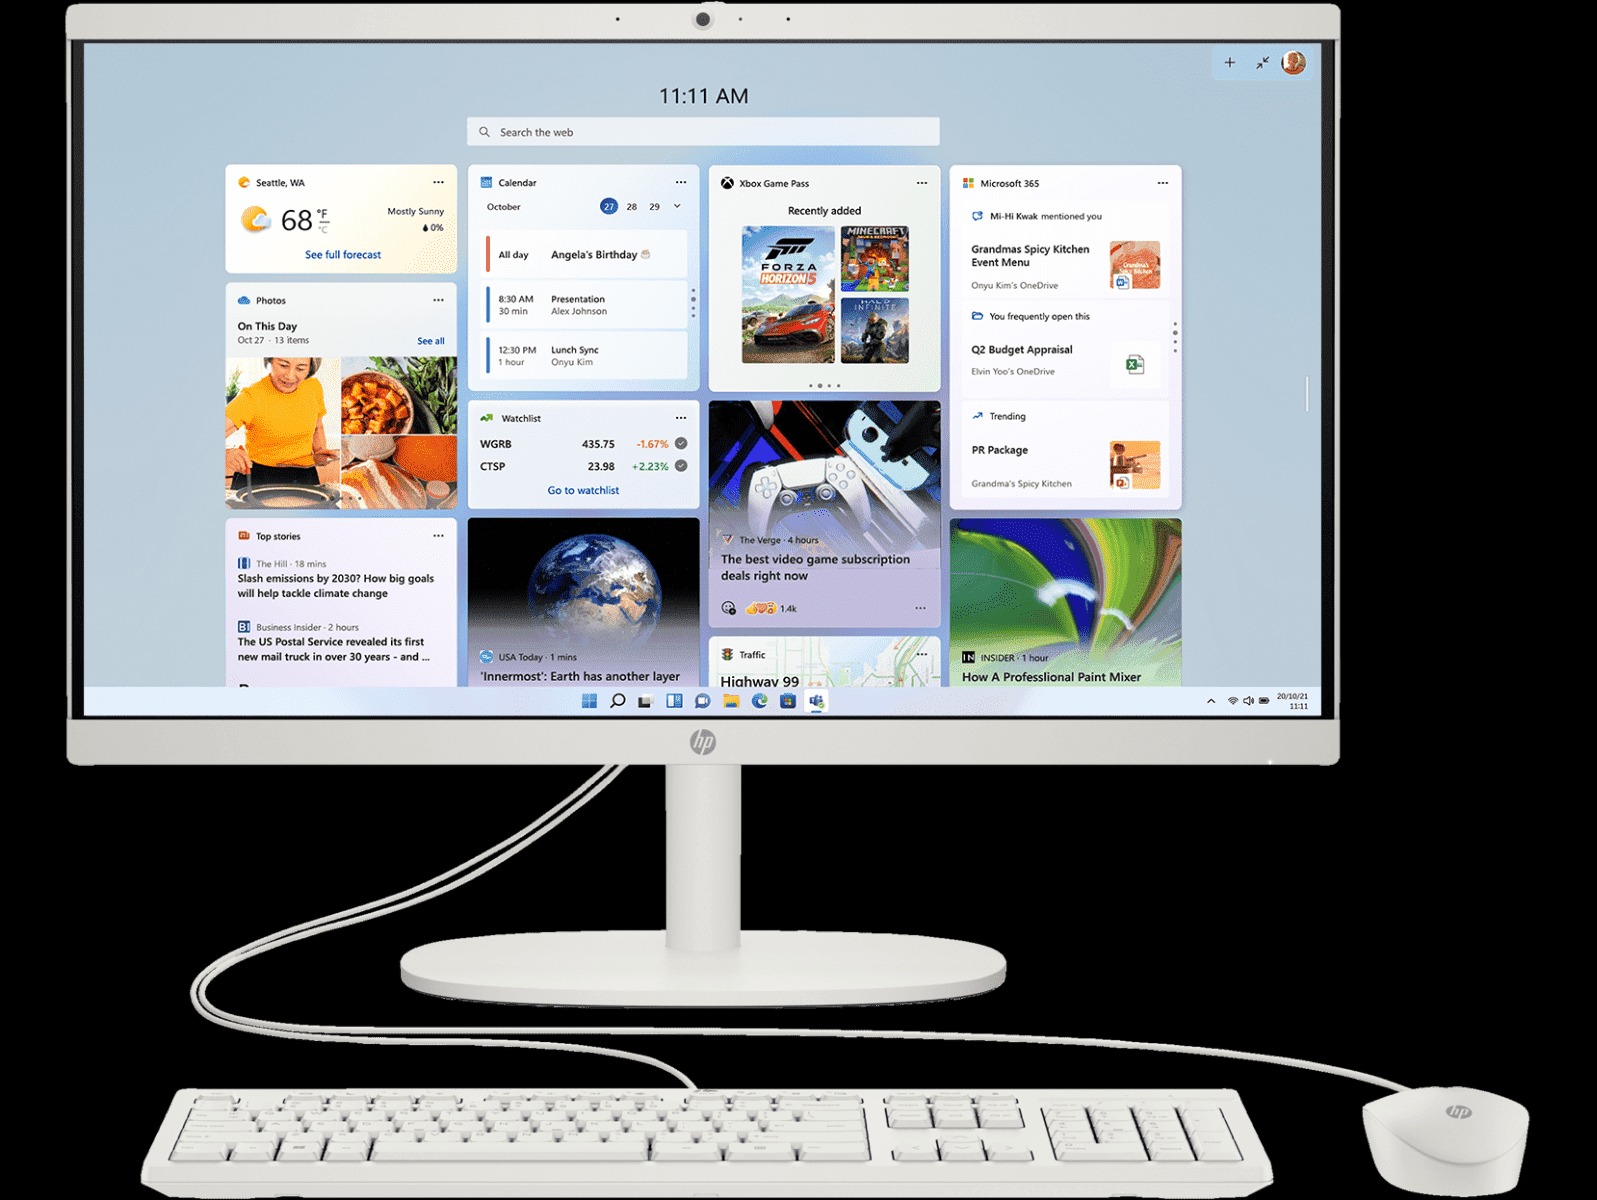 11:11 AM
Search the web
Seattle, WA
68 °F
°C
Mostly Sunny
0%
See full forecast
Photos
On This Day
Oct 27 · 13 items
See all
Top stories
The Hill · 18 mins
Slash emissions by 2030? How big goals
will help tackle climate change
Business Insider · 2 hours
The US Postal Service revealed its first
new mail truck in over 30 years - and ...
Calendar
October
27 28 29
All day Angela's Birthday
8:30 AM Presentation
30 min Alex Johnson
12:30 PM Lunch Sync
1 hour Onyu Kim
Watchlist
WGRB 435.75 -1.67%
CTSP 23.98 +2.23%
Go to watchlist
USA Today · 1 mins
'Innermost': Earth has another layer
Xbox Game Pass
Recently added
FORZA
HORIZON 5
MINECRAFT
HALO
INFINITE
The Verge · 4 hours
The best video game subscription
deals right now
1.4k
Traffic
Highway 99
Microsoft 365
Mi-Hi Kwak mentioned you
Grandmas Spicy Kitchen
Event Menu
Onyu Kim's OneDrive
Grandma's
Spicy Kitchen
You frequently open this
Q2 Budget Appraisal
Elvin Yoo's OneDrive
Trending
PR Package
Grandma's Spicy Kitchen
INSIDER · 1 hour
How A Professional Paint Mixer
20/10/21
11:11
hp
hp